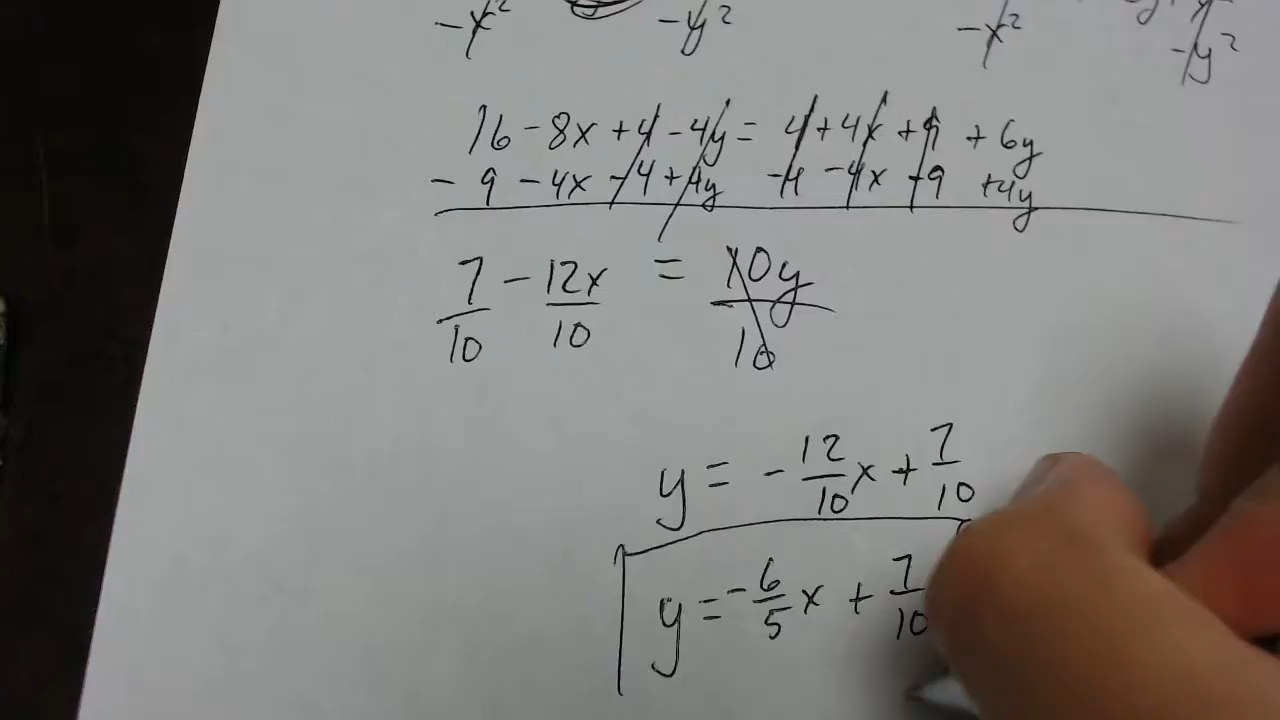 -x² -y² -x²
-y²
16 - 8x + 4 - 4y = 4 + 4x + 9 + 6y
- 9 - 4x - 4 + 4y -4 - 4x - 9 + 4y
7/10 - 12x/10 = 10y/10
y = - 12/10 x + 7/10
y = - 6/5 x + 7/10